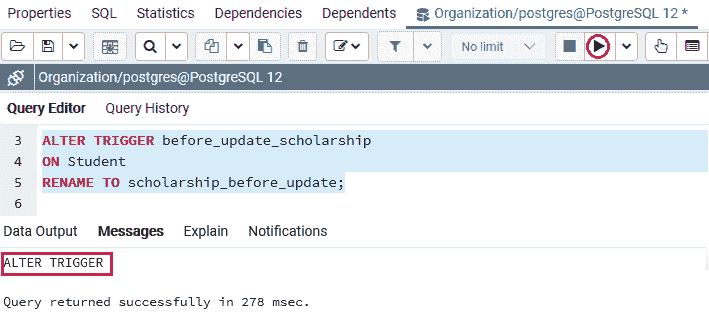 Properties SQL Statistics Dependencies Dependents Organization/postgres@PostgreSQL 12 *
No limit
Organization/postgres@PostgreSQL 12
Query Editor Query History
3 ALTER TRIGGER before_update_scholarship
4 ON Student
5 RENAME TO scholarship_before_update;
6
Data Output Messages Explain Notifications
ALTER TRIGGER
Query returned successfully in 278 msec.